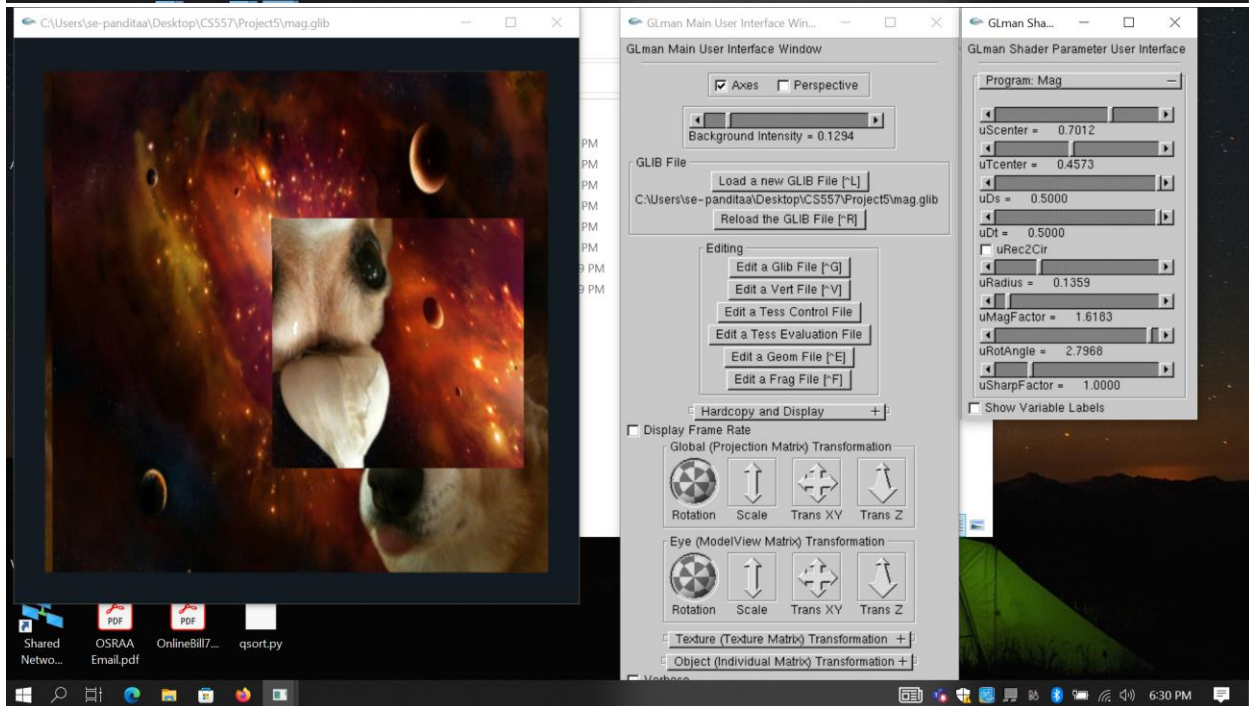 C:\Users\se-panditaa\Desktop\CS557\Project5\mag.glib
PM
PM
PM
PM
PM
PM
9 PM
9 PM
GLman Main User Interface Win...
GLman Main User Interface Window
Axes
Perspective
Background Intensity = 0.1294
GLIB File
Load a new GLIB File [^L]
C:\Users\se-panditaa\Desktop\CS557\Project5\mag.glib
Reload the GLIB File [^R]
Editing
Edit a Glib File [^G]
Edit a Vert File [^V]
Edit a Tess Control File
Edit a Tess Evaluation File
Edit a Geom File [^E]
Edit a Frag File [^F]
Hardcopy and Display +
Display Frame Rate
Global (Projection Matrix) Transformation
Rotation Scale Trans XY Trans Z
Eye (ModelView Matrix) Transformation
Rotation Scale Trans XY Trans Z
Texture (Texture Matrix) Transformation +
Object (Individual Matrix) Transformation +
Verbose
GLman Sha...
GLman Shader Parameter User Interface
Program: Mag
uScenter = 0.7012
uTcenter = 0.4573
uDs = 0.5000
uDt = 0.5000
uRec2Cir
uRadius = 0.1359
uMagFactor = 1.6183
uRotAngle = 2.7968
uSharpFactor = 1.0000
Show Variable Labels
Shared
Netwo...
PDF
OSRAA
Email.pdf
PDF
OnlineBill7...
qsort.py
6:30 PM